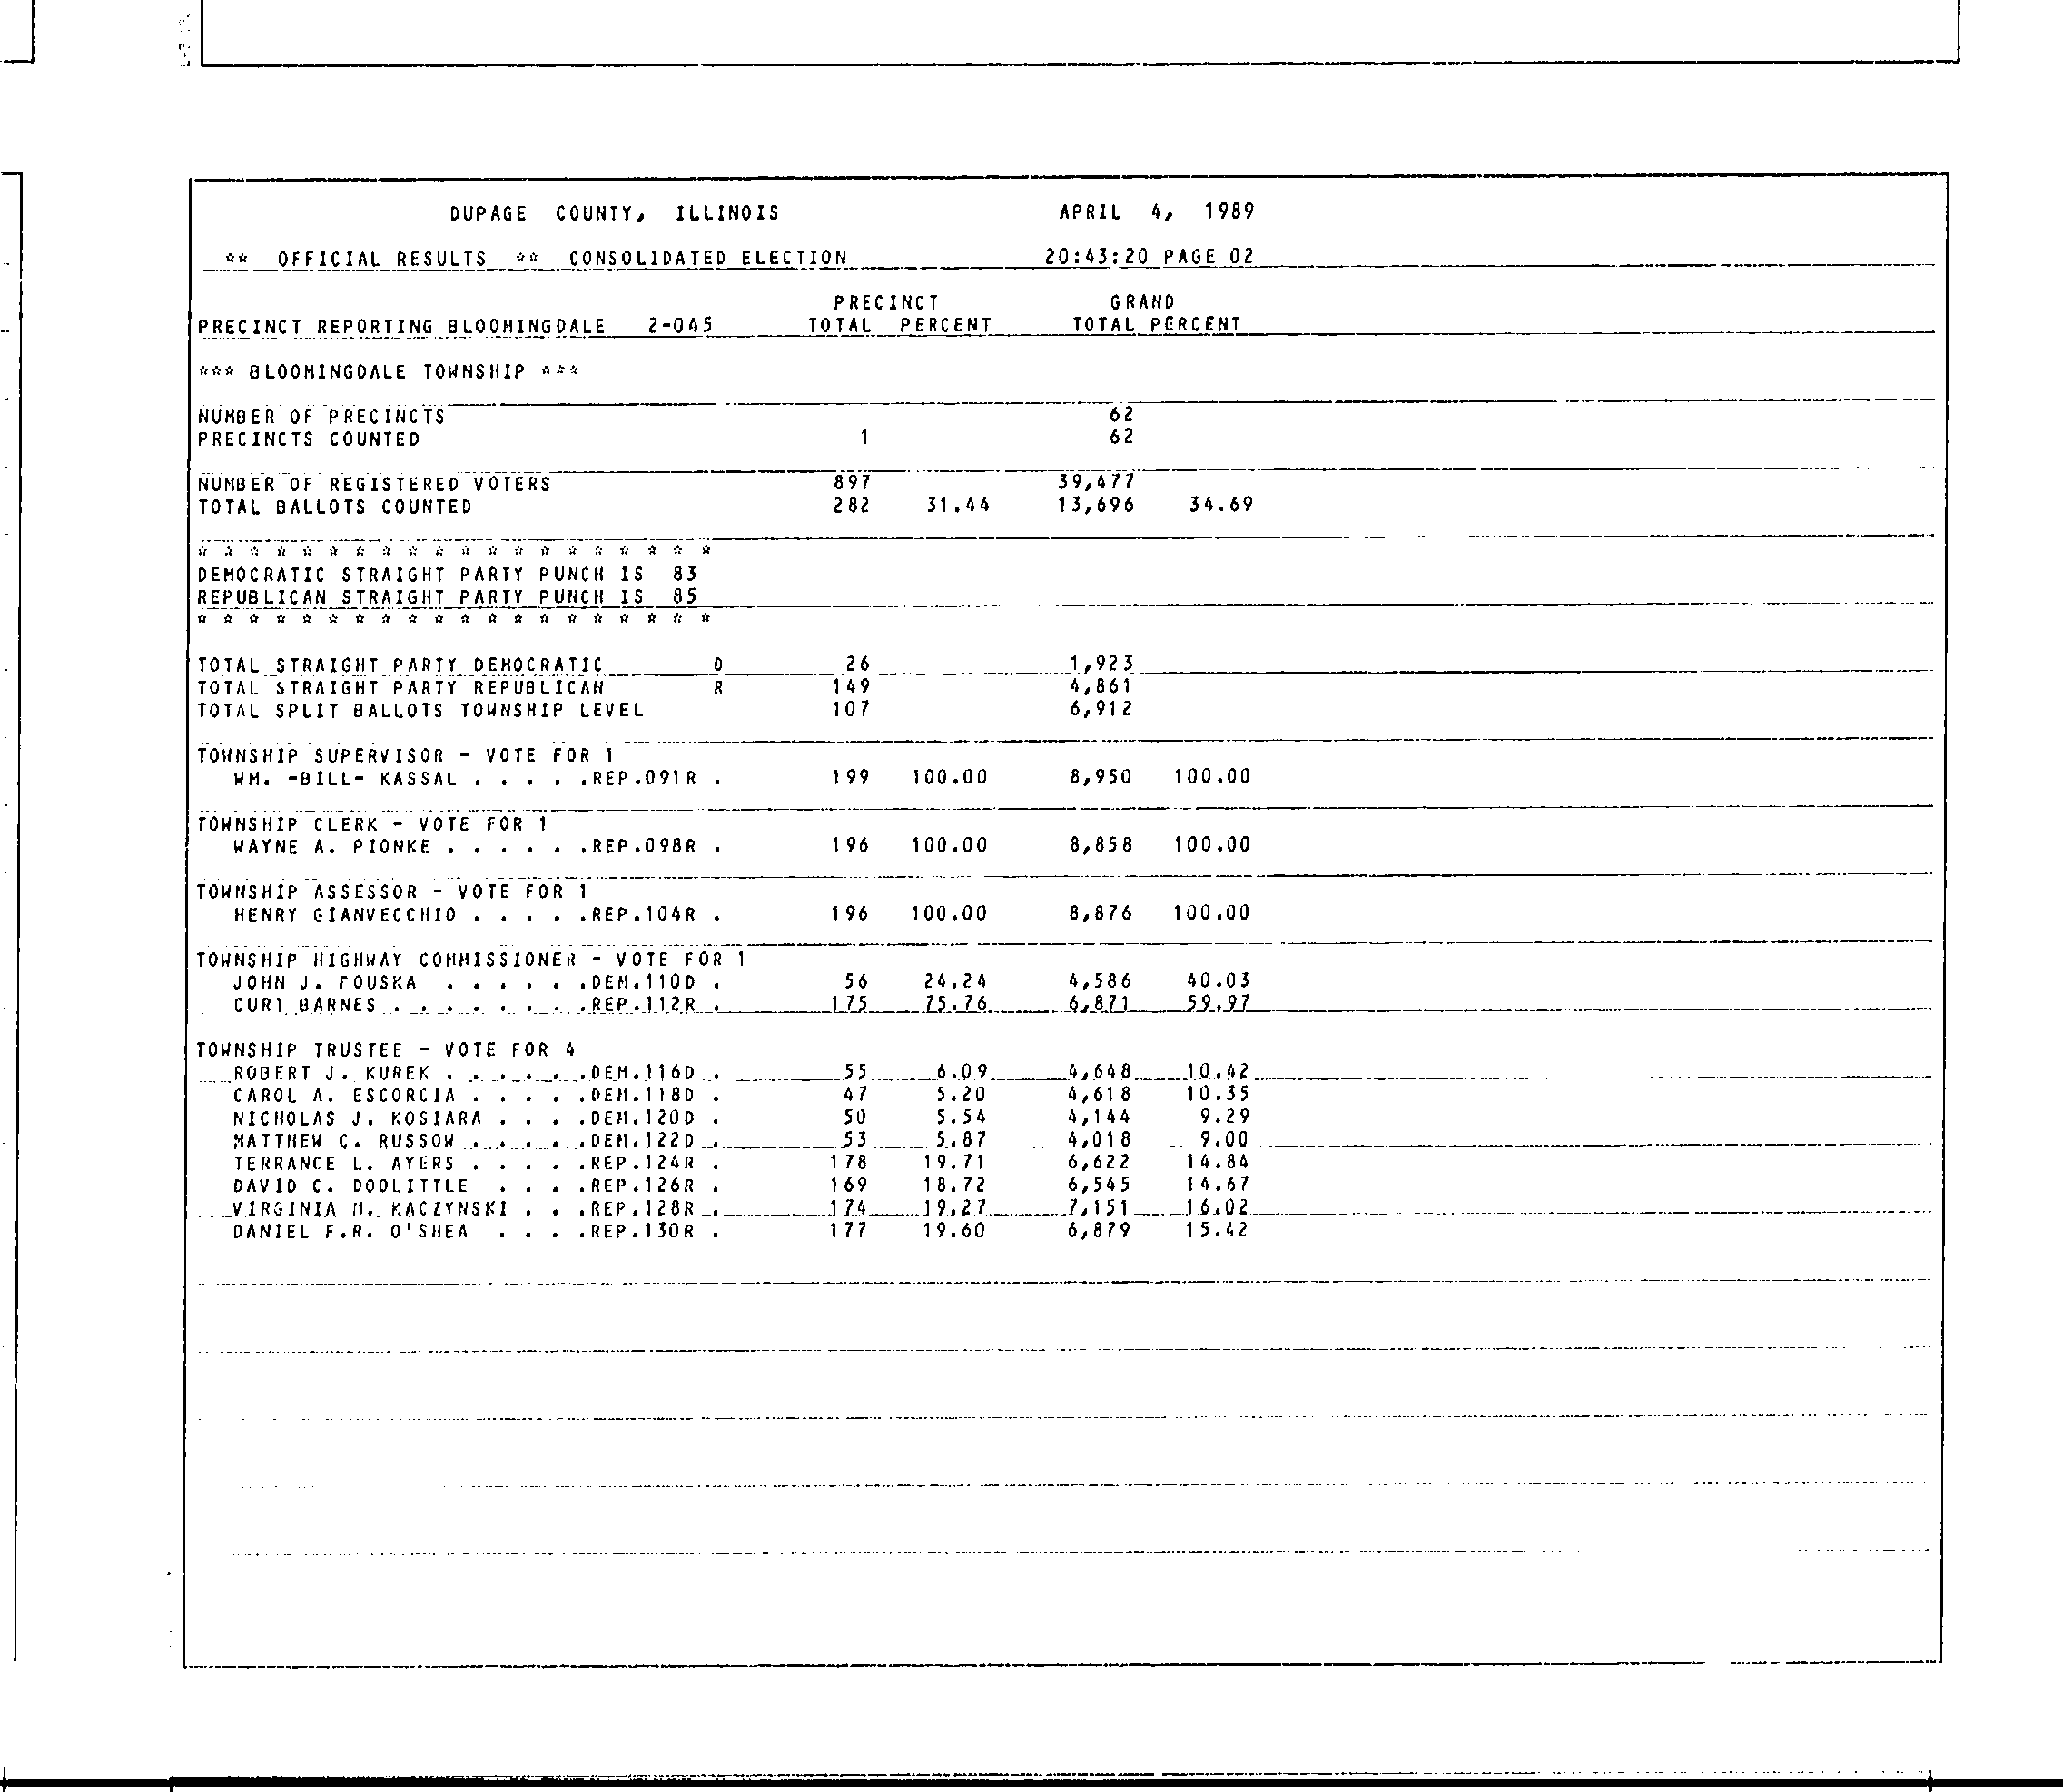 DUPAGE COUNTY, ILLINOIS APRIL 4, 1989
** OFFICIAL RESULTS ** CONSOLIDATED ELECTION 20:43:20 PAGE 02
PRECINCT GRAND
PRECINCT REPORTING BLOOMINGDALE 2-045 TOTAL PERCENT TOTAL PERCENT
*** BLOOMINGDALE TOWNSHIP ***
NUMBER OF PRECINCTS 62
PRECINCTS COUNTED 1 62
NUMBER OF REGISTERED VOTERS 897 39,477
TOTAL BALLOTS COUNTED 282 31.44 13,696 34.69
* * * * * * * * * * * * * * * * * * * *
DEMOCRATIC STRAIGHT PARTY PUNCH IS 83
REPUBLICAN STRAIGHT PARTY PUNCH IS 85
* * * * * * * * * * * * * * * * * * * *
TOTAL STRAIGHT PARTY DEMOCRATIC D 26 1,923
TOTAL STRAIGHT PARTY REPUBLICAN R 149 4,861
TOTAL SPLIT BALLOTS TOWNSHIP LEVEL 107 6,912
TOWNSHIP SUPERVISOR - VOTE FOR 1
WM. -BILL- KASSAL . . . . .REP.091R . 199 100.00 8,950 100.00
TOWNSHIP CLERK - VOTE FOR 1
WAYNE A. PIONKE . . . . . .REP.098R . 196 100.00 8,858 100.00
TOWNSHIP ASSESSOR - VOTE FOR 1
HENRY GIANVECCHIO . . . . .REP.104R . 196 100.00 8,876 100.00
TOWNSHIP HIGHWAY COMMISSIONER - VOTE FOR 1
JOHN J. FOUSKA . . . . . .DEM.110D . 56 24.24 4,586 40.03
CURT BARNES . . . . . . . .REP.112R . 175 75.76 6,871 59.97
TOWNSHIP TRUSTEE - VOTE FOR 4
ROBERT J. KUREK . . . . . .DEM.116D . 55 6.09 4,648 10.42
CAROL A. ESCORCIA . . . . .DEM.118D . 47 5.20 4,618 10.35
NICHOLAS J. KOSIARA . . . .DEM.120D . 50 5.54 4,144 9.29
MATTHEW C. RUSSOW . . . . .DEM.122D . 53 5.87 4,018 9.00
TERRANCE L. AYERS . . . . .REP.124R . 178 19.71 6,622 14.84
DAVID C. DOOLITTLE . . . .REP.126R . 169 18.72 6,545 14.67
VIRGINIA M. KACZYNSKI . . .REP.128R . 174 19.27 7,151 16.02
DANIEL F.R. O'SHEA . . . .REP.130R . 177 19.60 6,879 15.42